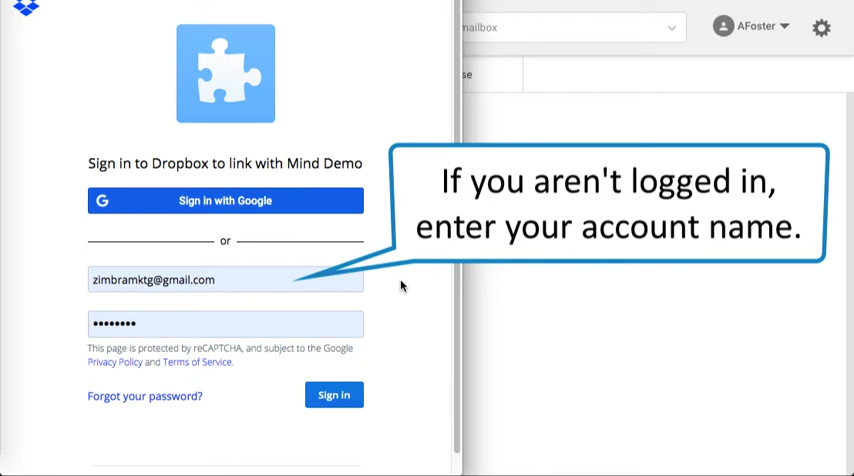 AFoster
Sign in to Dropbox to link with Mind Demo
If you aren't logged in,
enter your account name.
G Sign in with Google
or
zimbramktg@gmail.com
••••••••
This page is protected by reCAPTCHA, and subject to the Google
Privacy Policy and Terms of Service.
Forgot your password?
Sign in